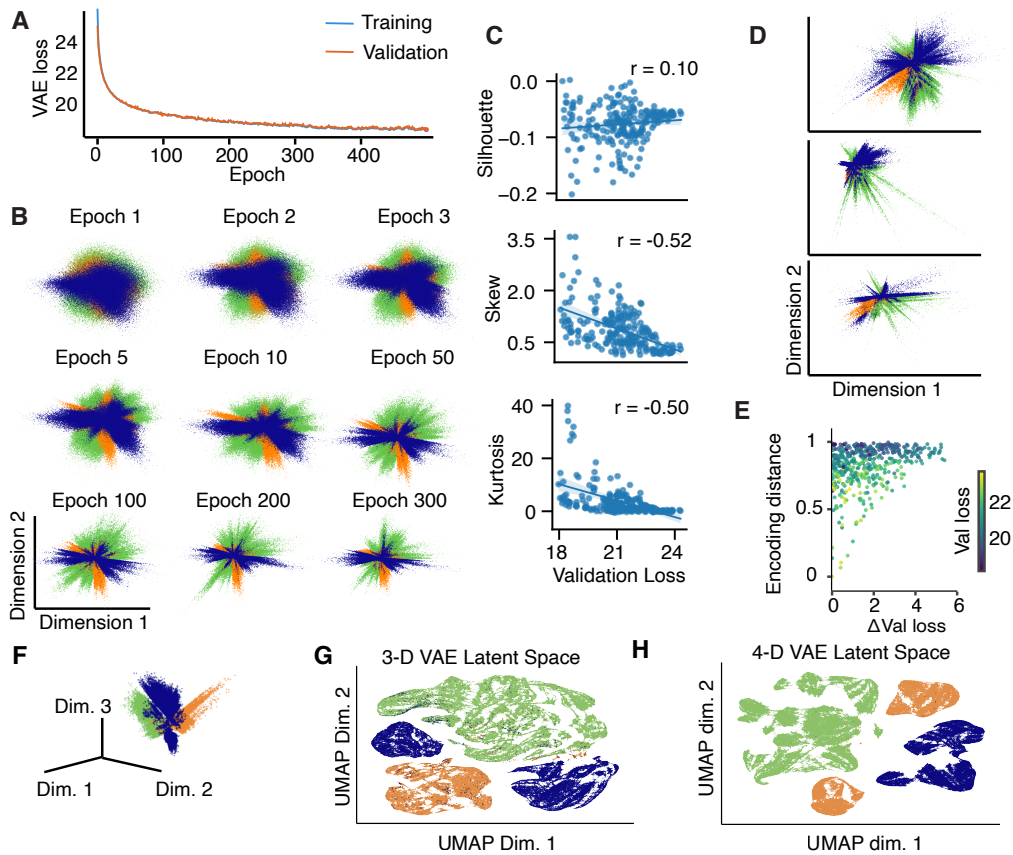 A
VAE loss
24
22
20
0
100
200
300
400
Epoch
Training
Validation
B
Epoch 1
Epoch 2
Epoch 3
Epoch 5
Epoch 10
Epoch 50
Epoch 100
Epoch 200
Epoch 300
Dimension 2
Dimension 1
C
r = 0.10
Silhouette
0.0
−0.1
−0.2
r = -0.52
Skew
3.5
2.0
0.5
r = -0.50
Kurtosis
40
20
0
18
21
24
Validation Loss
D
Dimension 2
Dimension 1
E
Encoding distance
1
0.5
0
0
2
4
6
ΔVal loss
Val loss
22
20
F
Dim. 3
Dim. 1
Dim. 2
G
3-D VAE Latent Space
UMAP Dim. 2
UMAP Dim. 1
H
4-D VAE Latent Space
UMAP dim. 2
UMAP dim. 1